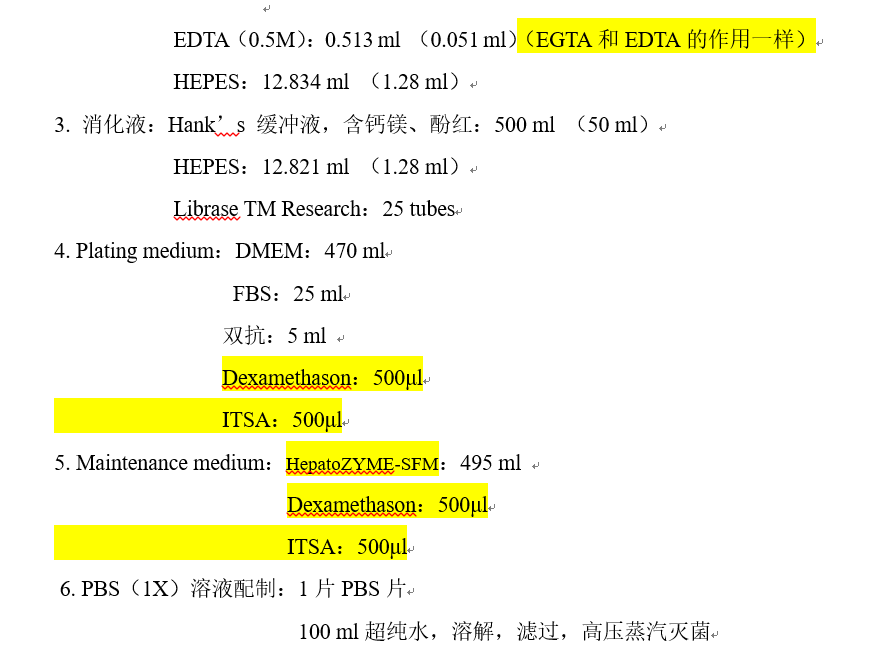 EDTA（0.5M）：0.513 ml （0.051 ml）（EGTA 和 EDTA 的作用一样）
HEPES：12.834 ml （1.28 ml）
3. 消化液：Hank’s 缓冲液，含钙镁、酚红：500 ml （50 ml）
HEPES：12.821 ml （1.28 ml）
Librase TM Research：25 tubes
4. Plating medium：DMEM：470 ml
FBS：25 ml
双抗：5 ml
Dexamethason：500μl
ITSA：500μl
5. Maintenance medium：HepatoZYME-SFM：495 ml
Dexamethason：500μl
ITSA：500μl
6. PBS（1X）溶液配制：1 片 PBS 片
100 ml 超纯水，溶解，滤过，高压蒸汽灭菌